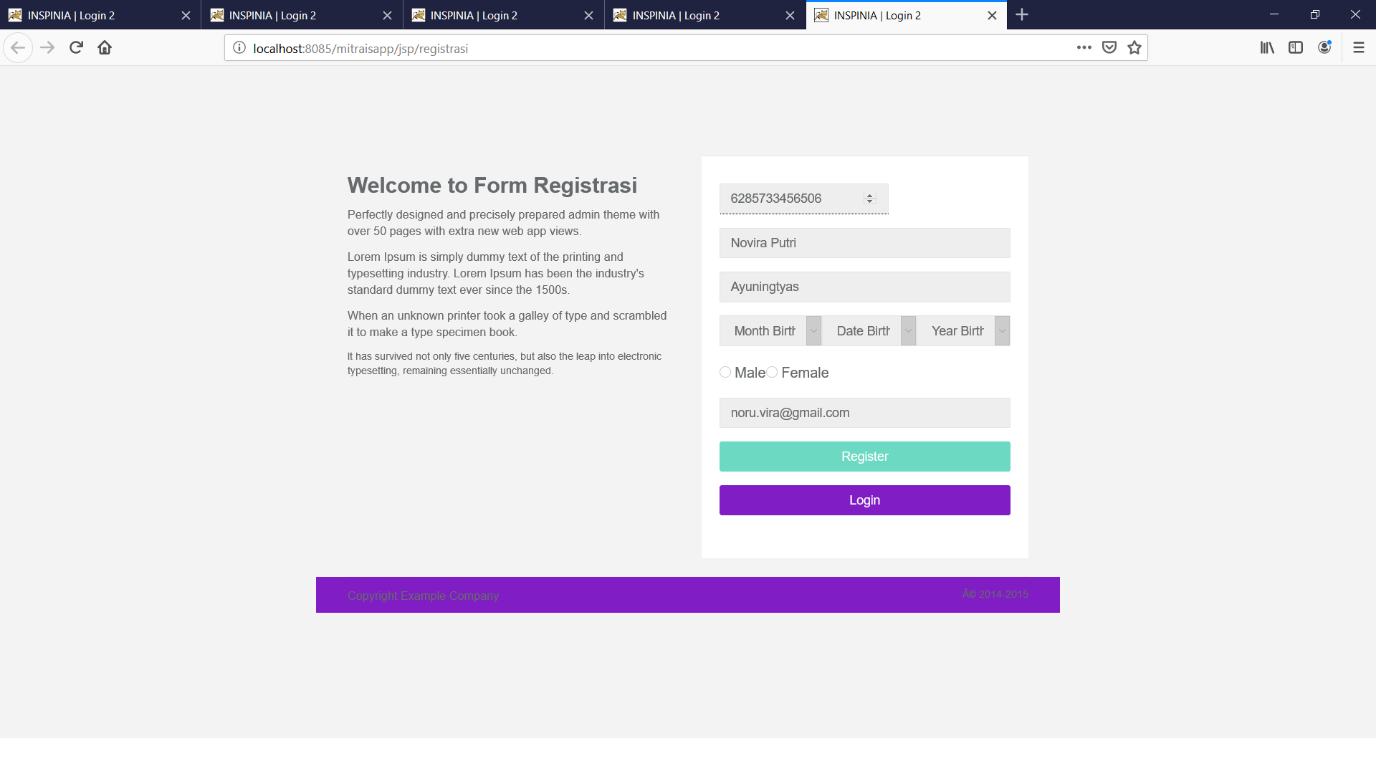 INSPINIA | Login 2
INSPINIA | Login 2
INSPINIA | Login 2
INSPINIA | Login 2
INSPINIA | Login 2
localhost:8085/mitraisapp/jsp/registrasi
Welcome to Form Registrasi
Perfectly designed and precisely prepared admin theme with
over 50 pages with extra new web app views.
Lorem Ipsum is simply dummy text of the printing and
typesetting industry. Lorem Ipsum has been the industry's
standard dummy text ever since the 1500s.
When an unknown printer took a galley of type and scrambled
it to make a type specimen book.
It has survived not only five centuries, but also the leap into electronic
typesetting, remaining essentially unchanged.
6285733456506
Novira Putri
Ayuningtyas
Month Birth Date Birth Year Birth
Male Female
noru.vira@gmail.com
Register
Login
Copyright Example Company
Â© 2014-2015